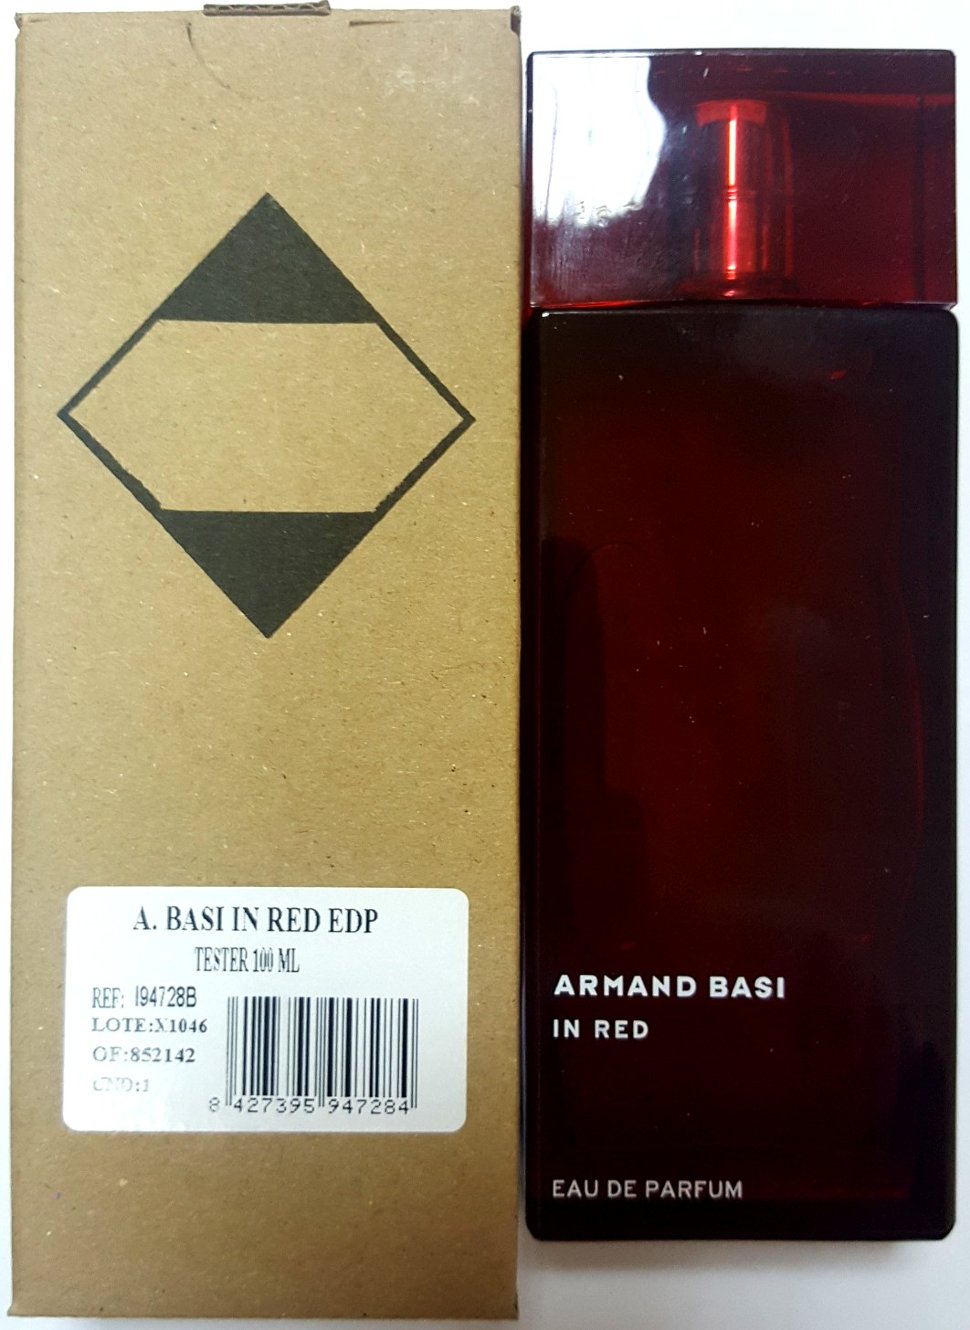 A. BASI IN RED EDP
TESTER 100 ML
REF: I94728B
LOTE:X1046
OF:852142
CND:1
8 427395 947284
ARMAND BASI
IN RED
EAU DE PARFUM